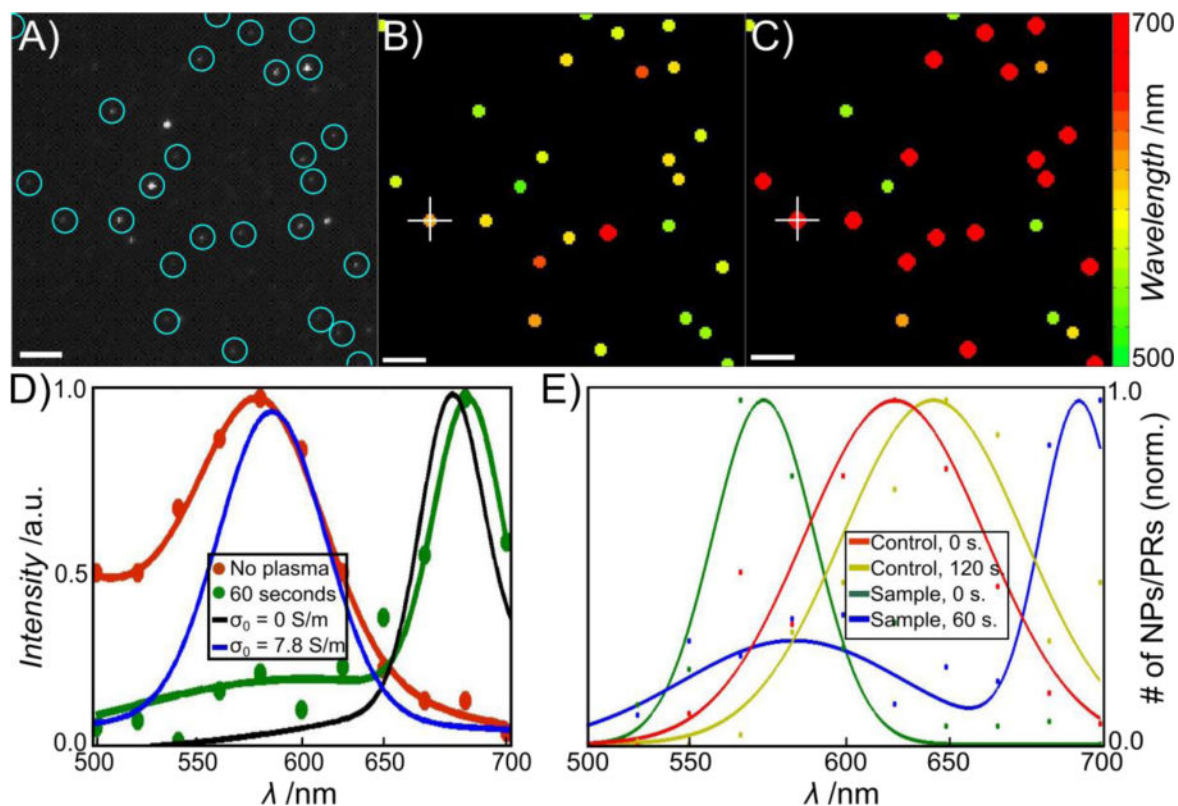 A)
B)
C)
700
Wavelength /nm
500
D)
1.0
Intensity /a.u.
0.5
0.0
No plasma
60 seconds
σ₀ = 0 S/m
σ₀ = 7.8 S/m
500
550
600
650
700
λ /nm
E)
1.0
# of NPs/PRs (norm.)
0.0
Control, 0 s.
Control, 120 s
Sample, 0 s.
Sample, 60 s.
500
550
600
650
700
λ /nm